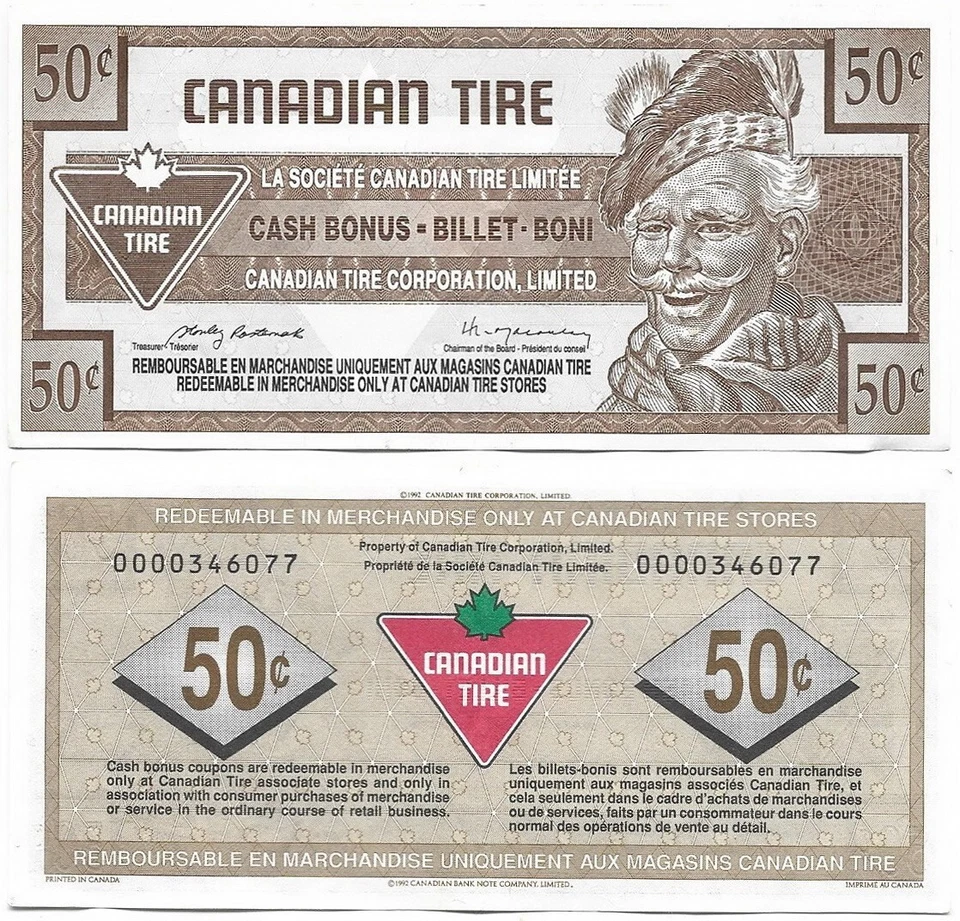 50¢
50¢
CANADIAN TIRE
CANADIAN
TIRE
LA SOCIÉTÉ CANADIAN TIRE LIMITÉE
CASH BONUS - BILLET - BONI
CANADIAN TIRE CORPORATION, LIMITED
Treasurer - Trésorier
Chairman of the Board - Président du conseil
REMBOURSABLE EN MARCHANDISE UNIQUEMENT AUX MAGASINS CANADIAN TIRE
REDEEMABLE IN MERCHANDISE ONLY AT CANADIAN TIRE STORES
50¢
50¢
©1992 CANADIAN TIRE CORPORATION, LIMITED
REDEEMABLE IN MERCHANDISE ONLY AT CANADIAN TIRE STORES
Property of Canadian Tire Corporation, Limited.
Propriété de la Société Canadian Tire Limitée.
0000346077
0000346077
50¢
CANADIAN
TIRE
50¢
Cash bonus coupons are redeemable in merchandise
only at Canadian Tire associate stores and only in
association with consumer purchases of merchandise
or service in the ordinary course of retail business.
Les billets-bonis sont remboursables en marchandise
uniquement aux magasins associés Canadian Tire, et
cela seulement dans le cadre d'achats de marchandises
ou de services, faits par un consommateur dans le cours
normal des opérations de vente au détail.
REMBOURSABLE EN MARCHANDISE UNIQUEMENT AUX MAGASINS CANADIAN TIRE
PRINTED IN CANADA
©1992 CANADIAN BANK NOTE COMPANY, LIMITED.
IMPRIME AU CANADA